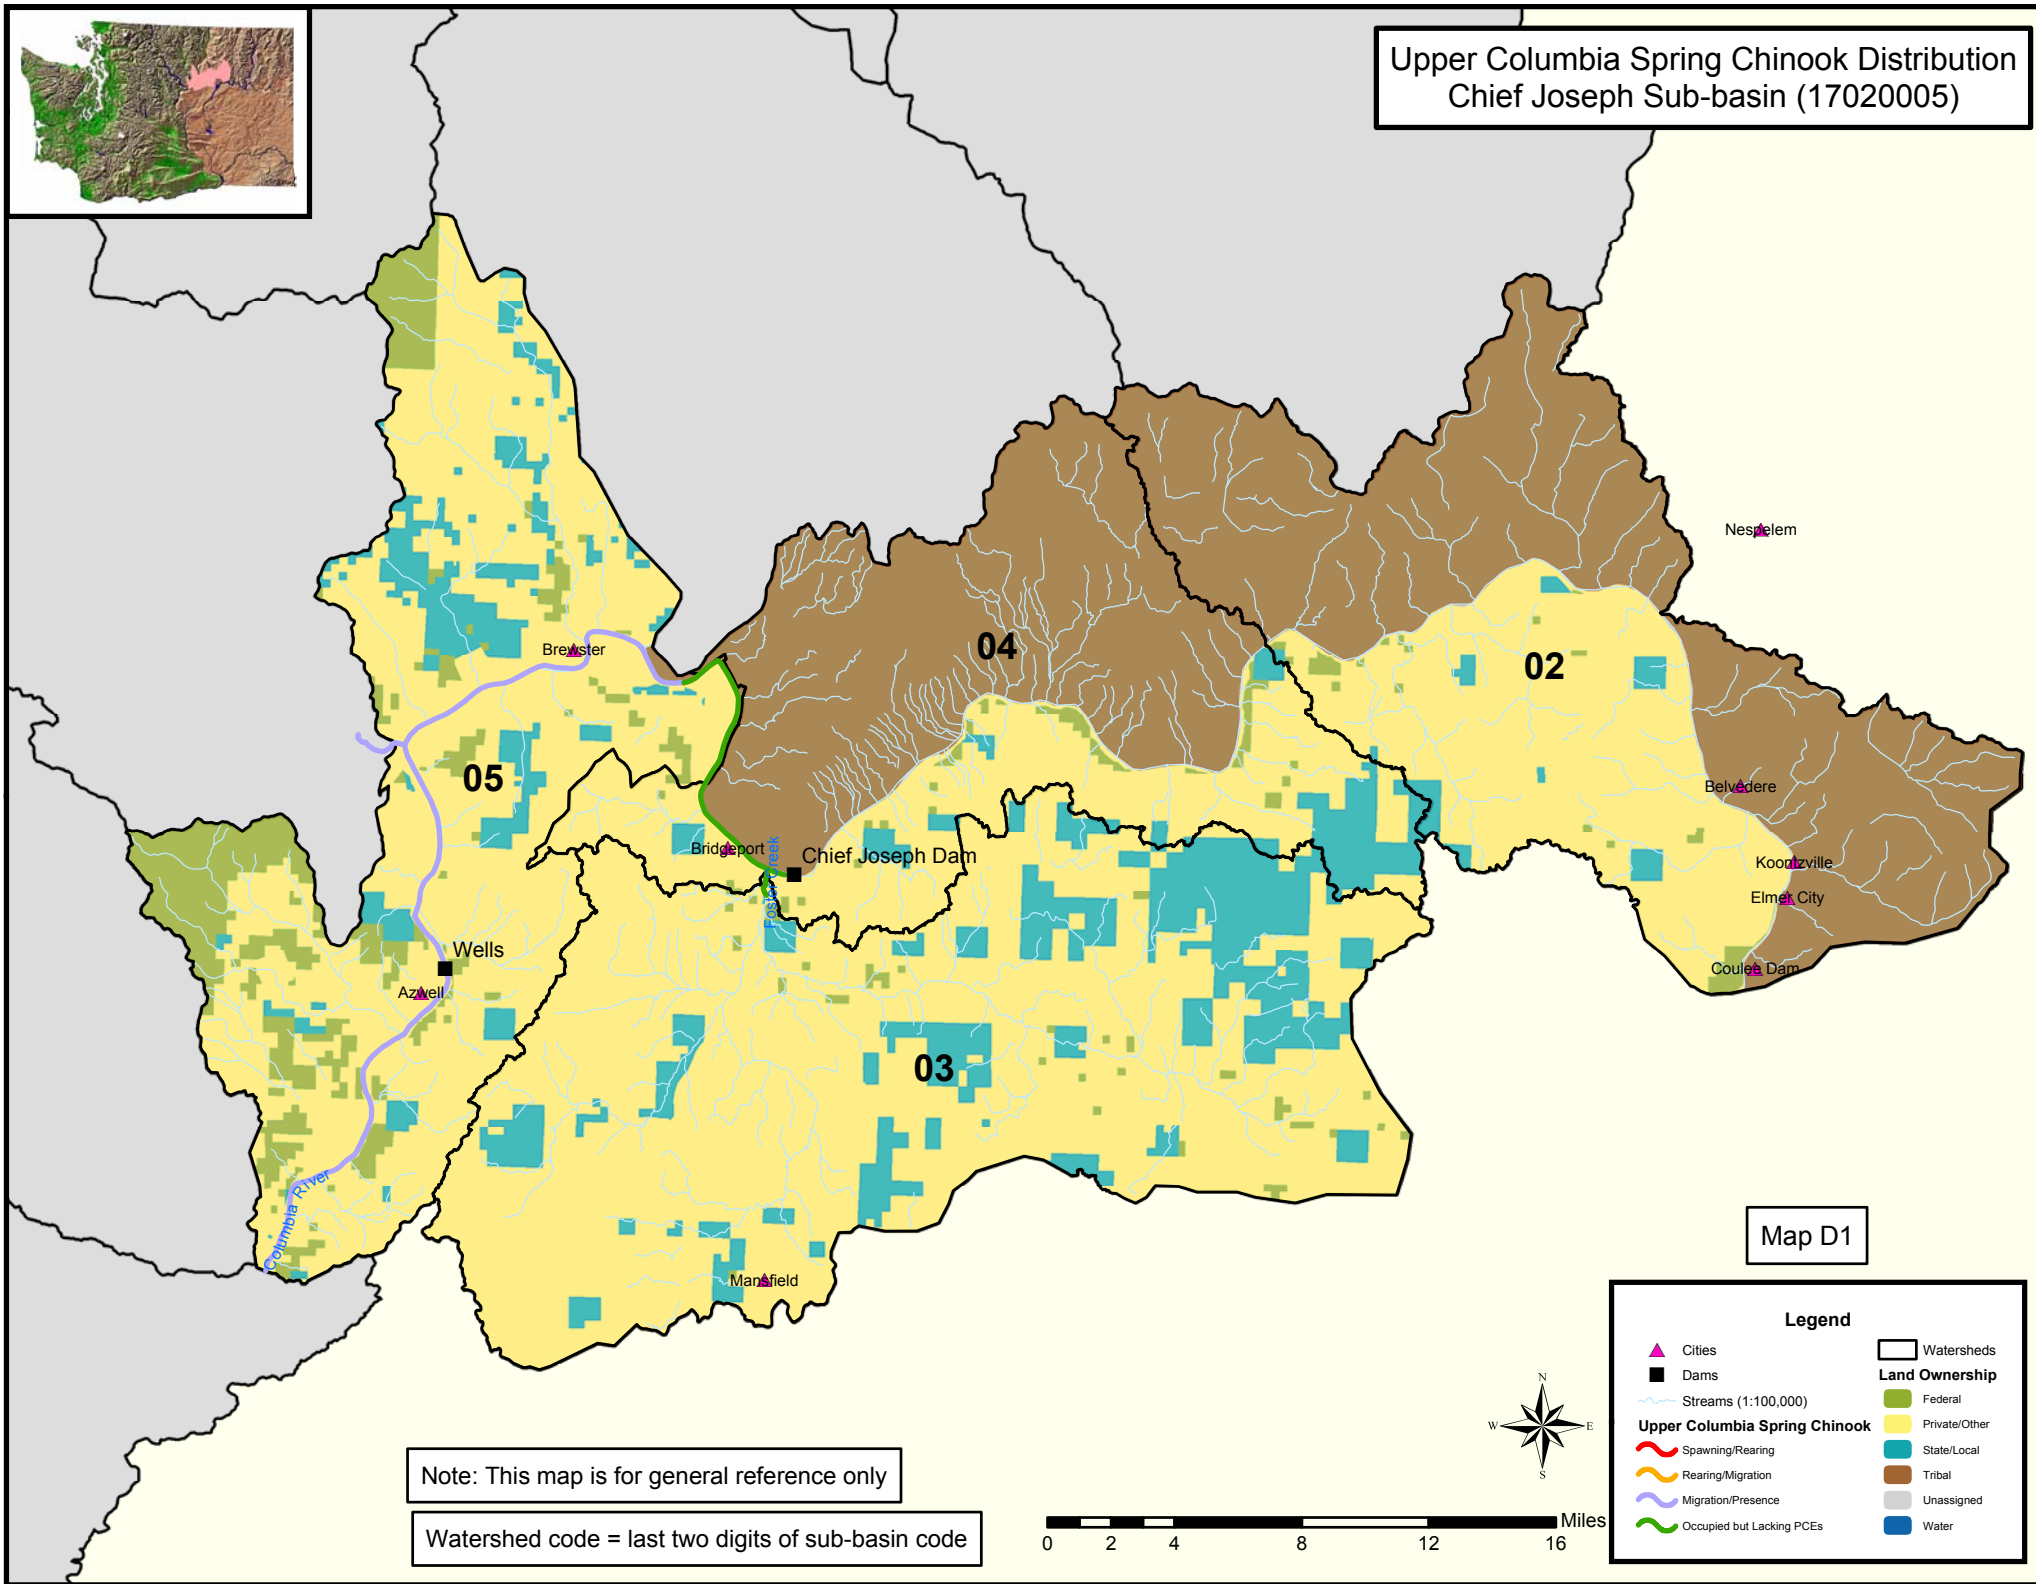 Upper Columbia Spring Chinook Distribution
Chief Joseph Sub-basin (17020005)
Nespelem
04
02
Brewster
05
Belvedere
Bridgeport
Foster Creek
Chief Joseph Dam
Koontzville
Elmer City
Wells
Coulee Dam
Azwell
03
Columbia River
Mansfield
Map D1
Legend
Cities
Dams
Streams (1:100,000)
Upper Columbia Spring Chinook
Spawning/Rearing
Rearing/Migration
Migration/Presence
Occupied but Lacking PCEs
Watersheds
Land Ownership
Federal
Private/Other
State/Local
Tribal
Unassigned
Water
N
W
E
S
Note: This map is for general reference only
Watershed code = last two digits of sub-basin code
Miles
0 2 4 8 12 16